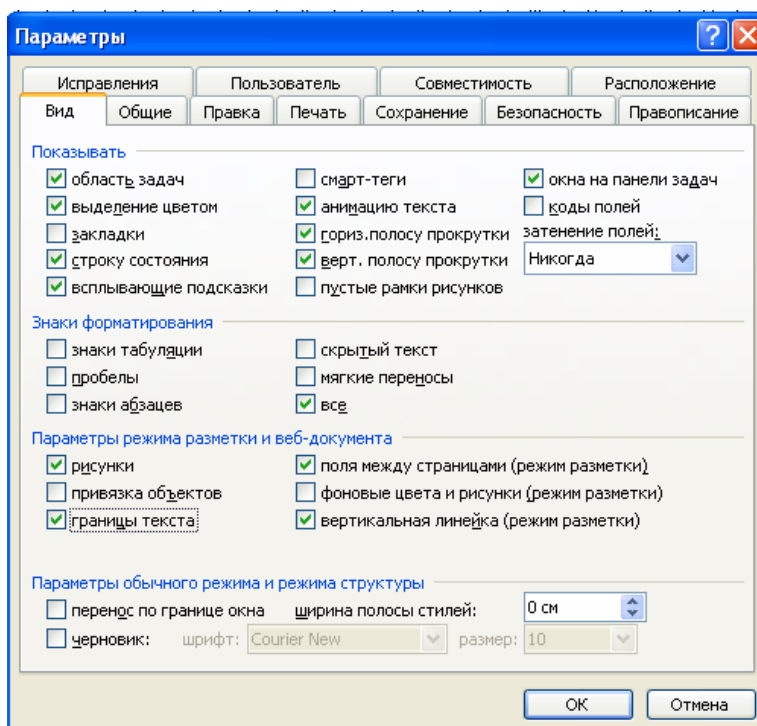 Параметры
Исправления Пользователь Совместимость Расположение
Вид Общие Правка Печать Сохранение Безопасность Правописание
Показывать
область задач смарт-теги окна на панели задач
выделение цветом анимацию текста коды полей
закладки гориз.полосу прокрутки затенение полей:
строку состояния верт. полосу прокрутки Никогда
всплывающие подсказки пустые рамки рисунков
Знаки форматирования
знаки табуляции скрытый текст
пробелы мягкие переносы
знаки абзацев все
Параметры режима разметки и веб-документа
рисунки поля между страницами (режим разметки)
привязка объектов фоновые цвета и рисунки (режим разметки)
границы текста вертикальная линейка (режим разметки)
Параметры обычного режима и режима структуры
перенос по границе окна ширина полосы стилей: 0 см
черновик: шрифт: Courier New размер: 10
ОК Отмена